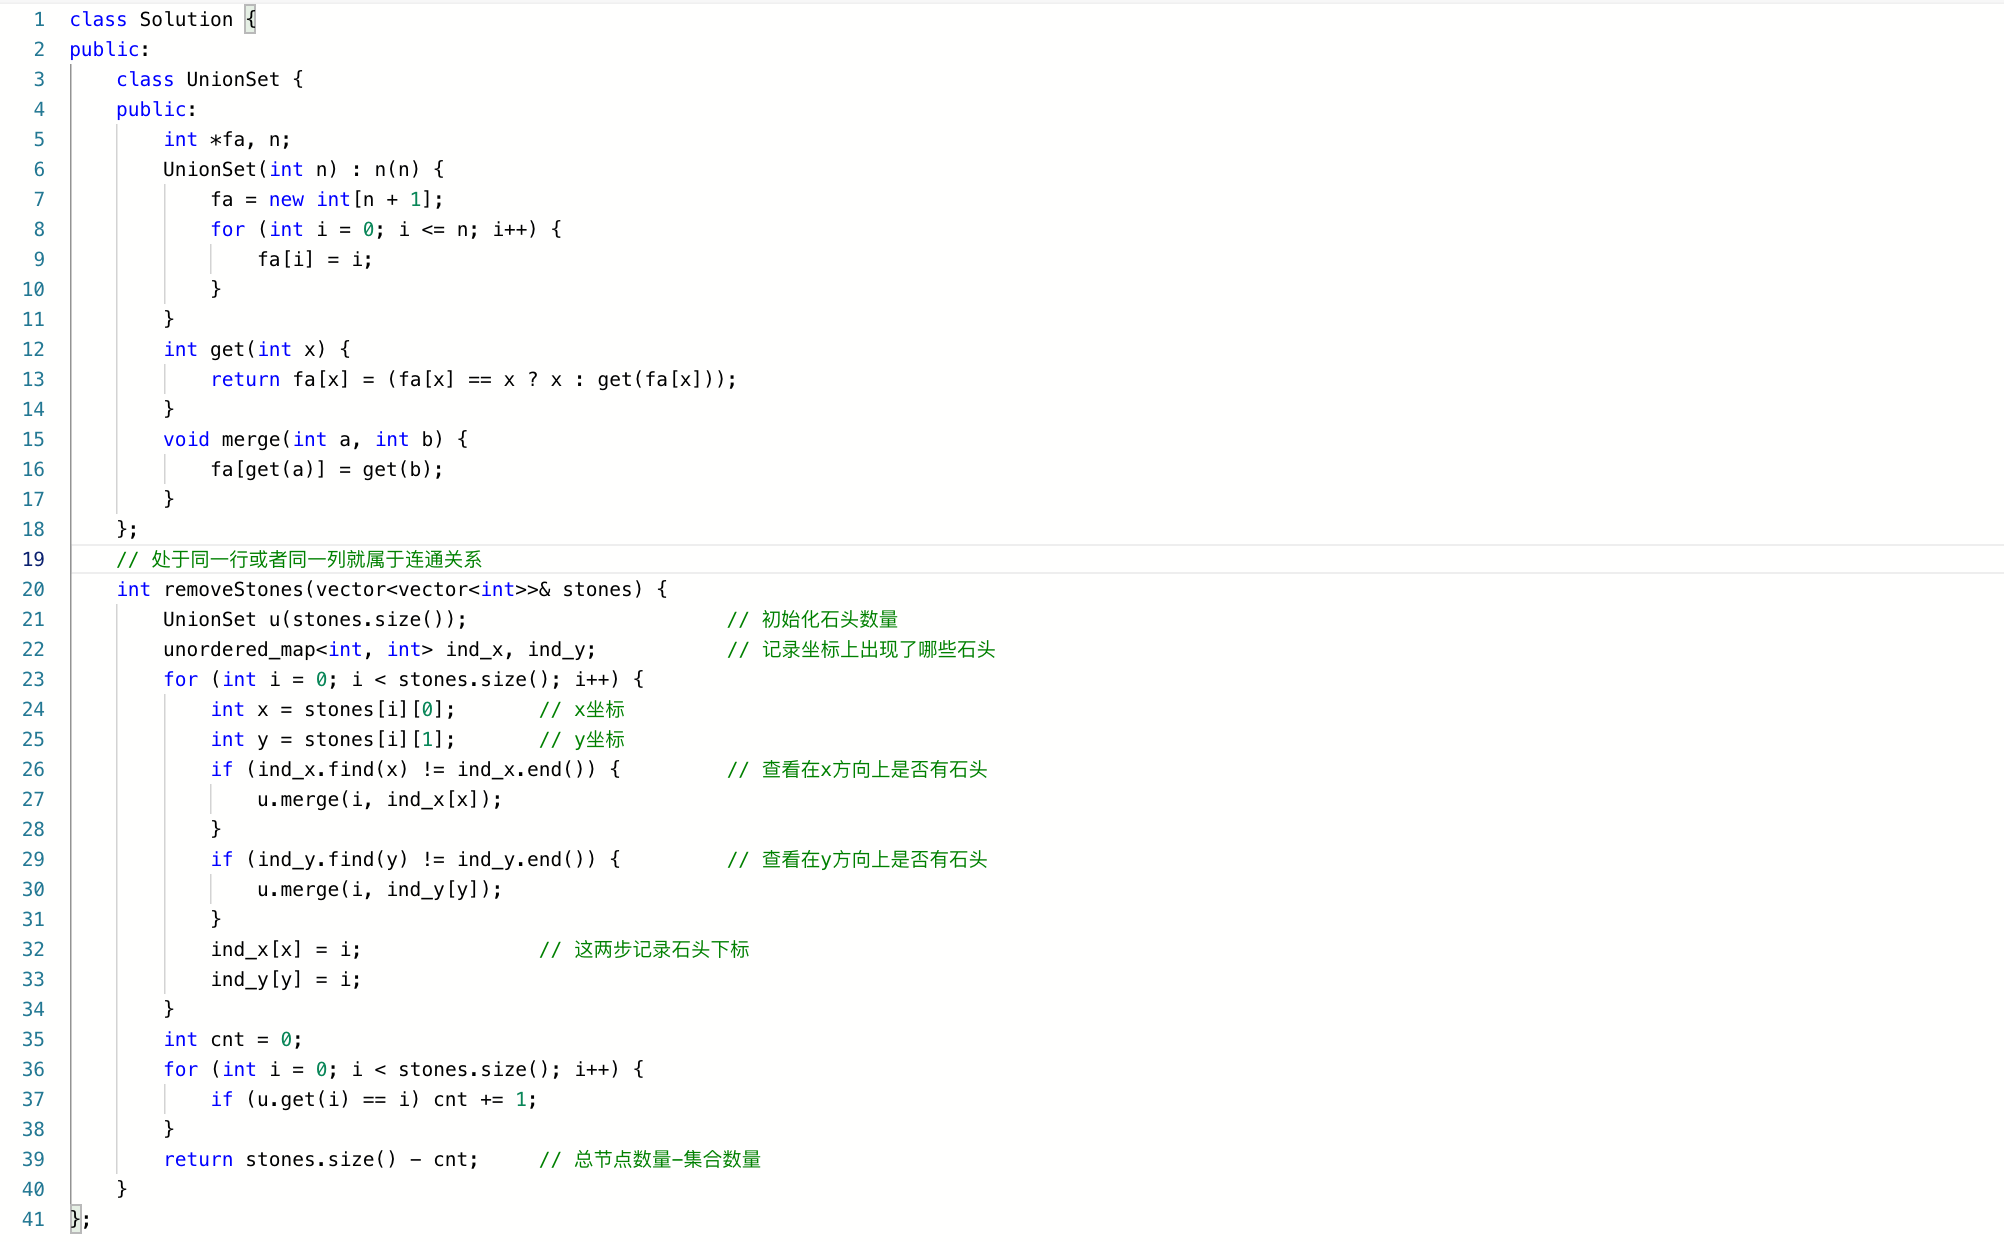 1 class Solution {
2 public:
3     class UnionSet {
4     public:
5         int *fa, n;
6         UnionSet(int n) : n(n) {
7             fa = new int[n + 1];
8             for (int i = 0; i <= n; i++) {
9                 fa[i] = i;
10             }
11         }
12         int get(int x) {
13             return fa[x] = (fa[x] == x ? x : get(fa[x]));
14         }
15         void merge(int a, int b) {
16             fa[get(a)] = get(b);
17         }
18     };
19     // 处于同一行或者同一列就属于连通关系
20     int removeStones(vector<vector<int>>& stones) {
21         UnionSet u(stones.size());                      // 初始化石头数量
22         unordered_map<int, int> ind_x, ind_y;           // 记录坐标上出现了哪些石头
23         for (int i = 0; i < stones.size(); i++) {
24             int x = stones[i][0];       // x坐标
25             int y = stones[i][1];       // y坐标
26             if (ind_x.find(x) != ind_x.end()) {         // 查看在x方向上是否有石头
27                 u.merge(i, ind_x[x]);
28             }
29             if (ind_y.find(y) != ind_y.end()) {         // 查看在y方向上是否有石头
30                 u.merge(i, ind_y[y]);
31             }
32             ind_x[x] = i;               // 这两步记录石头下标
33             ind_y[y] = i;
34         }
35         int cnt = 0;
36         for (int i = 0; i < stones.size(); i++) {
37             if (u.get(i) == i) cnt += 1;
38         }
39         return stones.size() - cnt;     // 总节点数量-集合数量
40     }
41 };